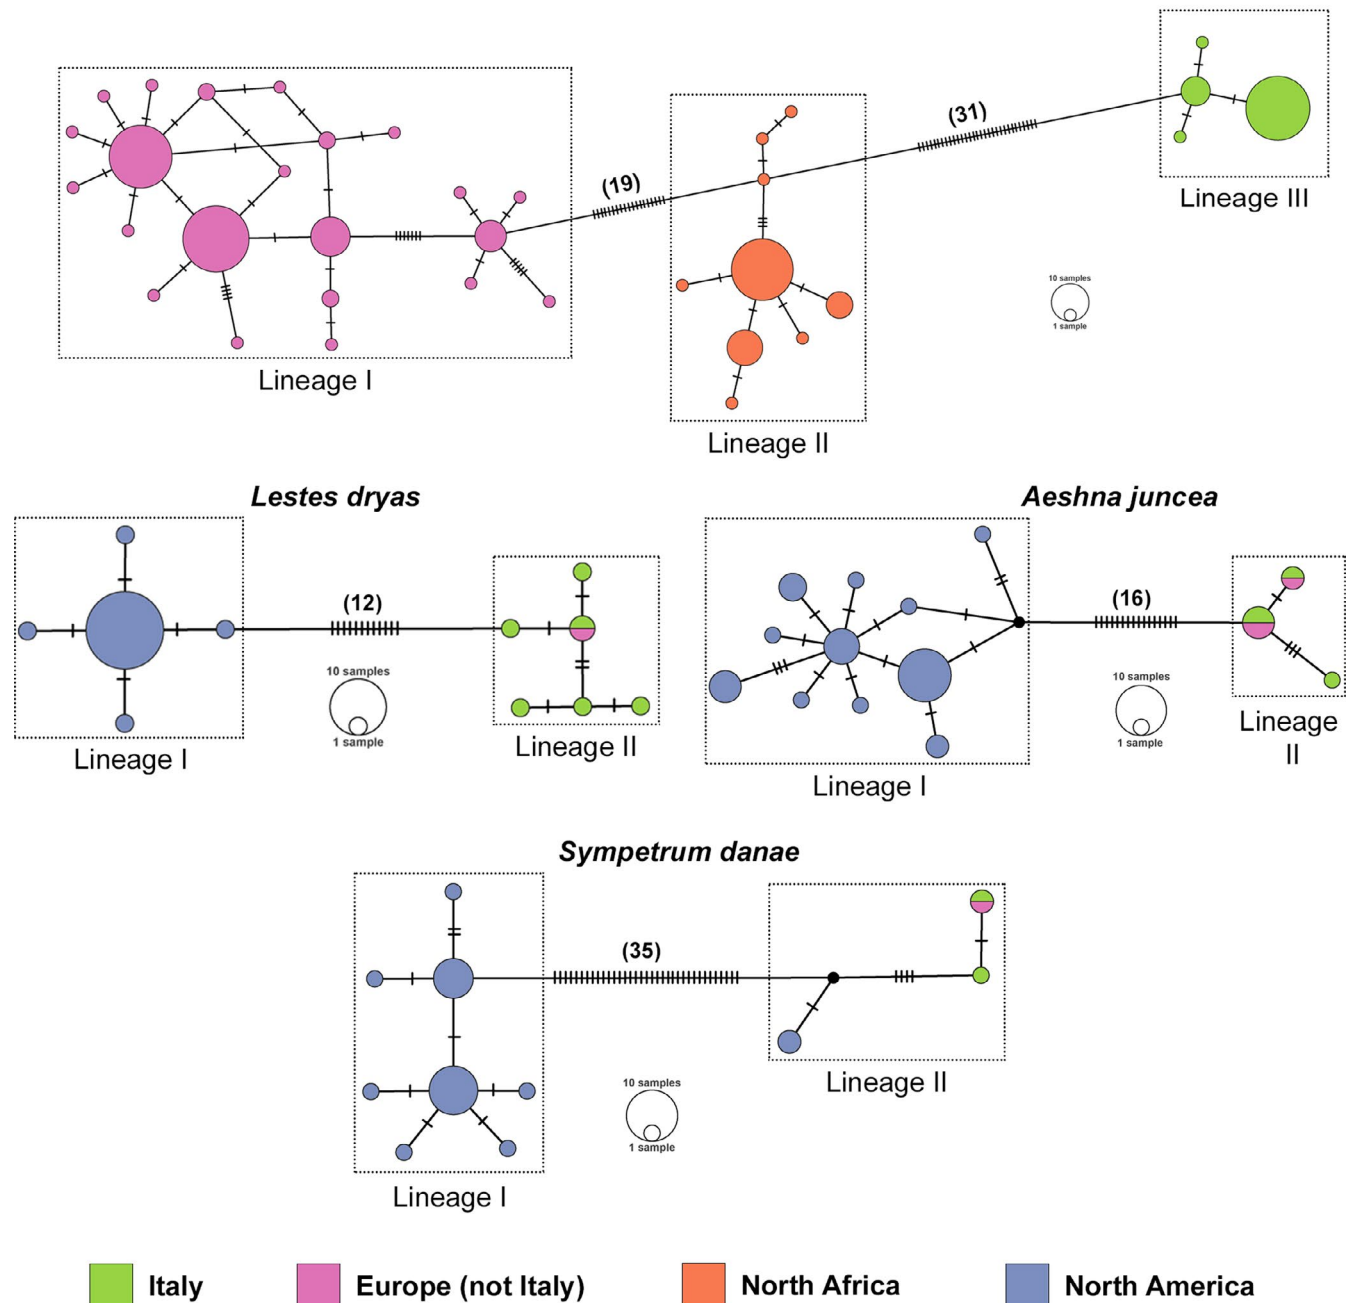 (31)
Lineage III
(19)
10 samples
1 sample
Lineage I
Lineage II
Lestes dryas
Aeshna juncea
(12)
10 samples
1 sample
Lineage I
Lineage II
(16)
10 samples
1 sample
Lineage I
Lineage
II
Sympetrum danae
(35)
10 samples
1 sample
Lineage I
Lineage II
Italy
Europe (not Italy)
North Africa
North America